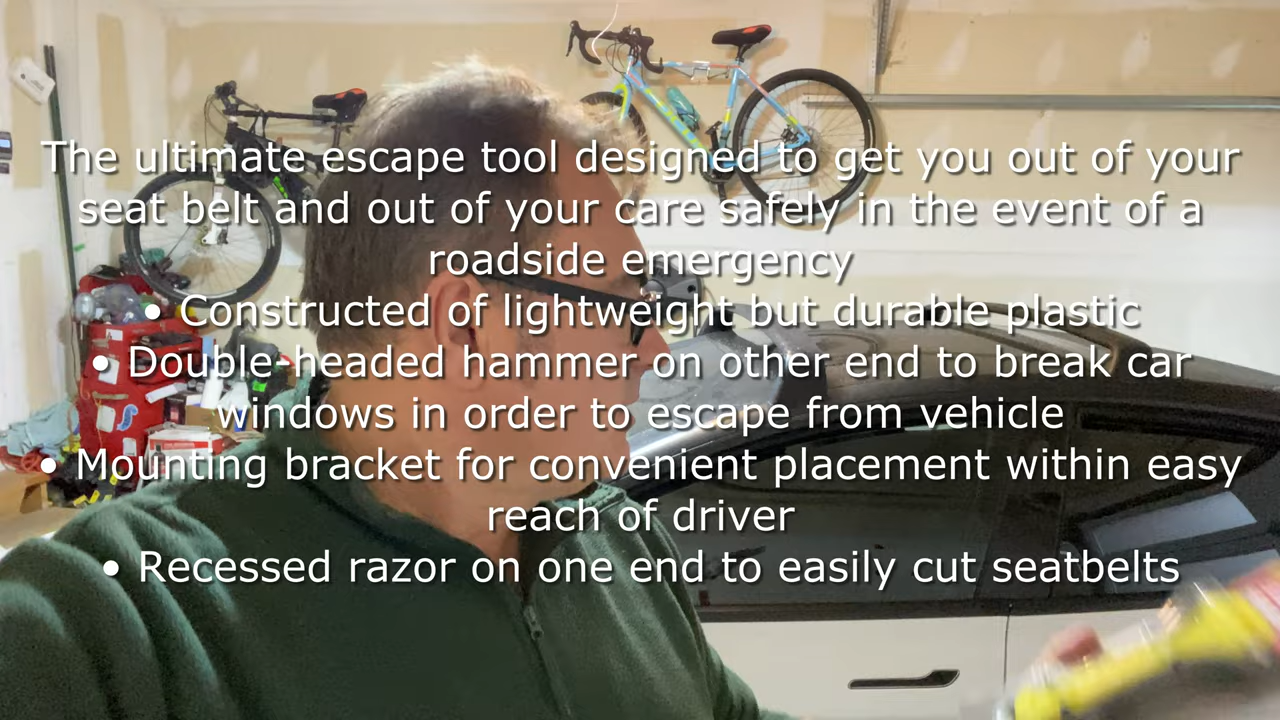 The ultimate escape tool designed to get you out of your
seat belt and out of your care safely in the event of a
roadside emergency
• Constructed of lightweight but durable plastic
• Double-headed hammer on other end to break car
windows in order to escape from vehicle
• Mounting bracket for convenient placement within easy
reach of driver
• Recessed razor on one end to easily cut seatbelts